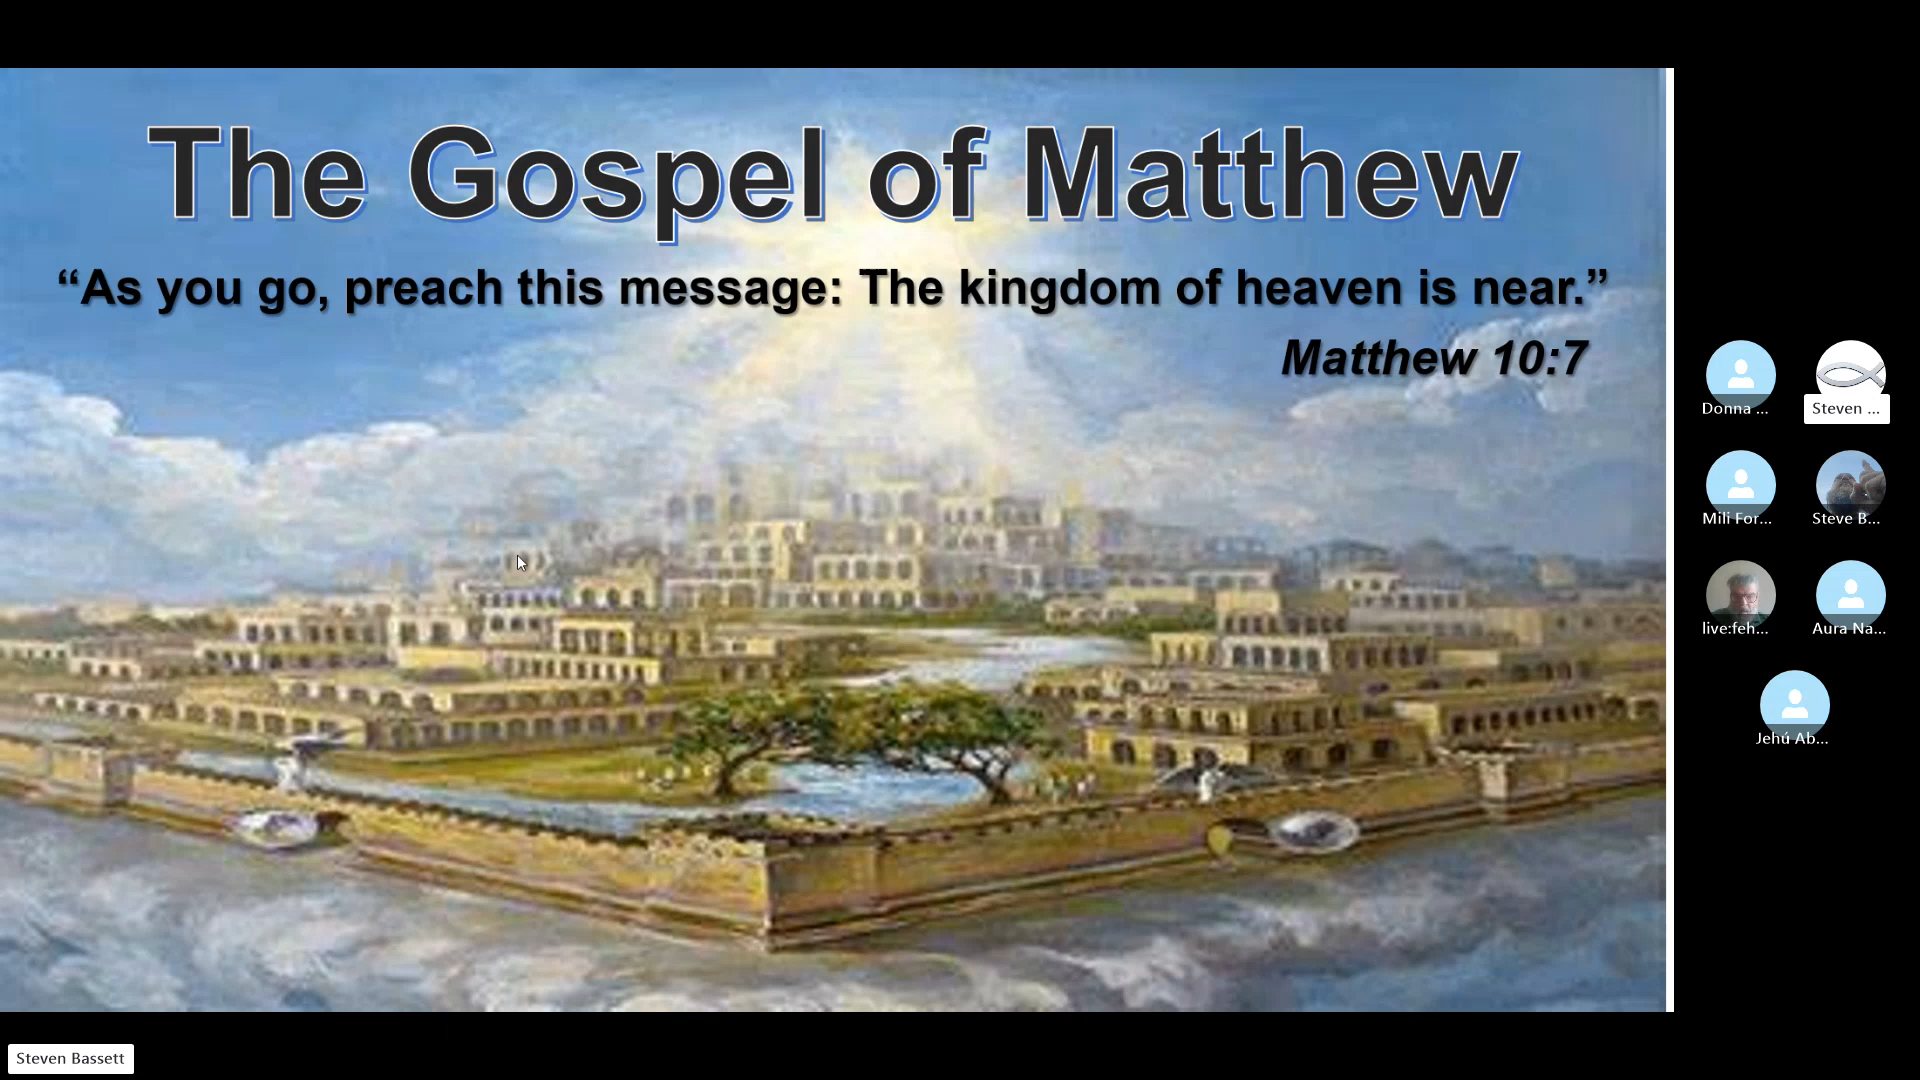 The Gospel of Matthew
“As you go, preach this message: The kingdom of heaven is near.”
Matthew 10:7
Donna ...
Steven ...
Mili For...
Steve B...
live:feh...
Aura Na...
Jehú Ab...
Steven Bassett